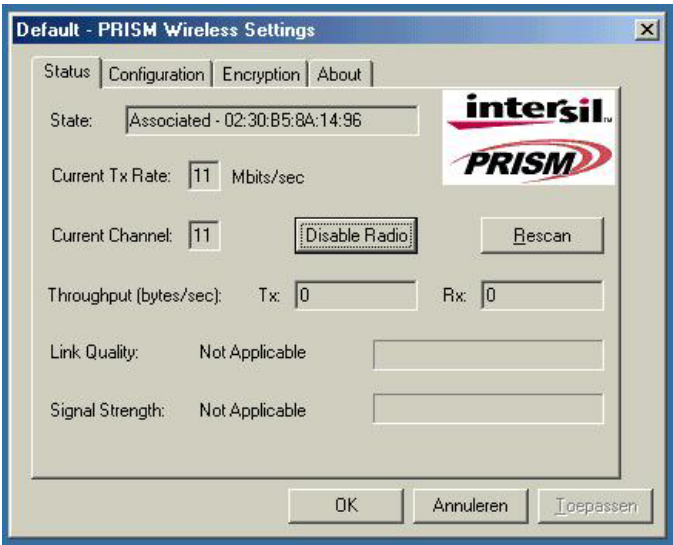 Default - PRISM Wireless Settings
Status Configuration Encryption About
State: Associated - 02:30:B5:8A:14:96
intersil
PRISM
Current Tx Rate: 11 Mbits/sec
Current Channel: 11 Disable Radio Rescan
Throughput (bytes/sec): Tx: 0 Rx: 0
Link Quality: Not Applicable
Signal Strength: Not Applicable
OK Annuleren Toepassen